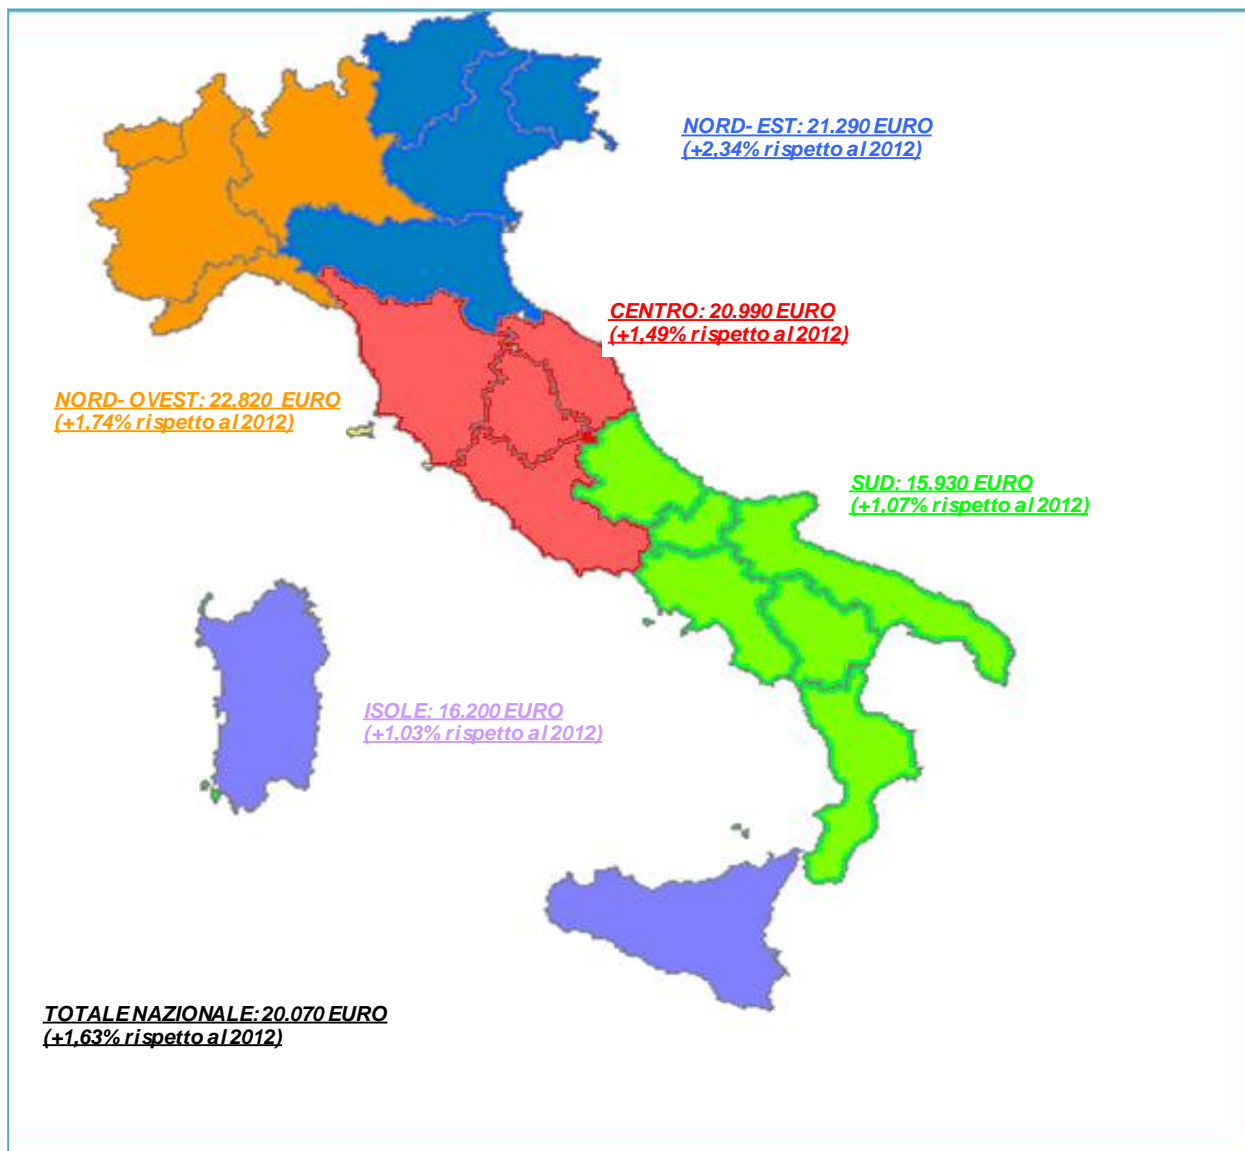 NORD- EST: 21.290 EURO
(+2,34% rispetto al 2012)
CENTRO: 20.990 EURO
(+1,49% rispetto al 2012)
NORD- OVEST: 22.820 EURO
(+1,74% rispetto al 2012)
SUD: 15.930 EURO
(+1,07% rispetto al 2012)
ISOLE: 16.200 EURO
(+1,03% rispetto al 2012)
TOTALE NAZIONALE: 20.070 EURO
(+1,63% rispetto al 2012)